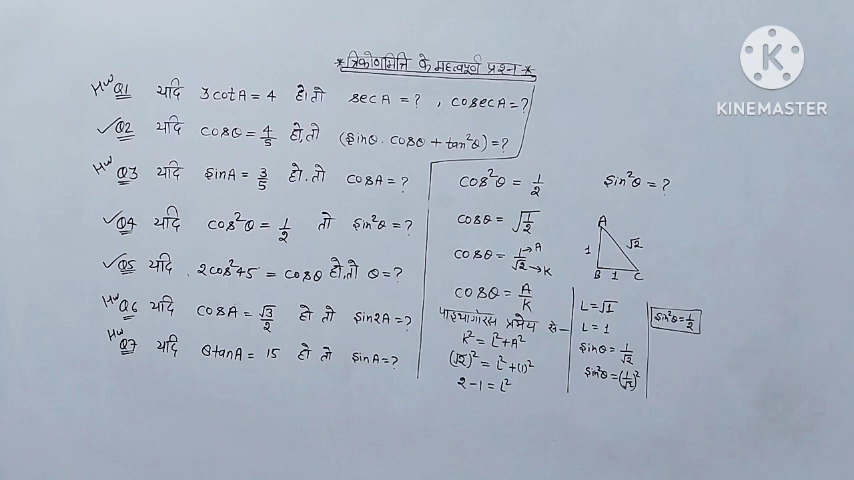 *त्रिकोणमिति के महत्वपूर्ण प्रश्न*
HW Q1 यदि 3cotA = 4 हो, तो secA = ? , cosecA = ?
✓Q2 यदि cosθ = 4/5 हो, तो (sinθ . cosθ + tan²θ) = ?
HW Q3 यदि sinA = 3/5 हो. तो cosA = ?
✓Q4 यदि cos²θ = 1/2 तो sin²θ = ?
✓Q5 यदि . 2cos²45 = cosθ हो, तो θ = ?
HW Q6 यदि cosA = √3/2 हो तो sin2A = ?
HW Q7 यदि 8tanA = 15 हो तो sinA = ?
cos²θ = 1/2 sin²θ = ?
cosθ = √1/2
cosθ = 1/√2 → A → K
cosθ = A/K
पाइथागोरस प्रमेय से –
K² = L² + A²
(√2)² = L² + (1)²
2 - 1 = L²
A
1 √2
B 1 C
L = √1
L = 1
sinθ = 1/√2
sin²θ = (1/√2)²
sin²θ = 1/2
K
KINEMASTER